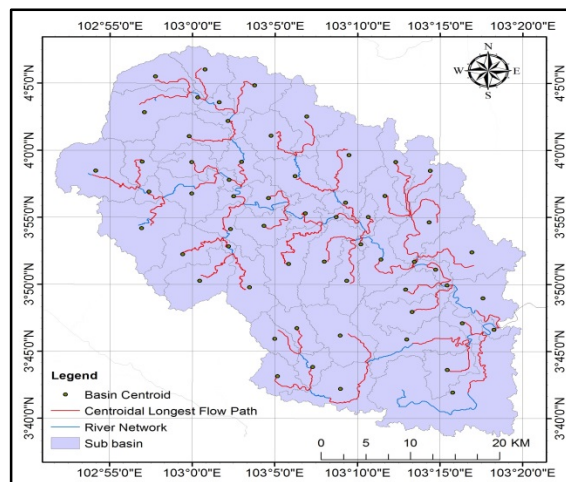 102°55'0"E 103°0'0"E 103°5'0"E 103°10'0"E 103°15'0"E 103°20'0"E
N
W E
S
4°5'0"N 4°5'0"N
4°0'0"N 4°0'0"N
3°55'0"N 3°55'0"N
3°50'0"N 3°50'0"N
3°45'0"N 3°45'0"N
3°40'0"N 3°40'0"N
Legend
Basin Centroid
Centroidal Longest Flow Path
River Network
Sub basin
0 5 10 20 KM
102°55'0"E 103°0'0"E 103°5'0"E 103°10'0"E 103°15'0"E 103°20'0"E